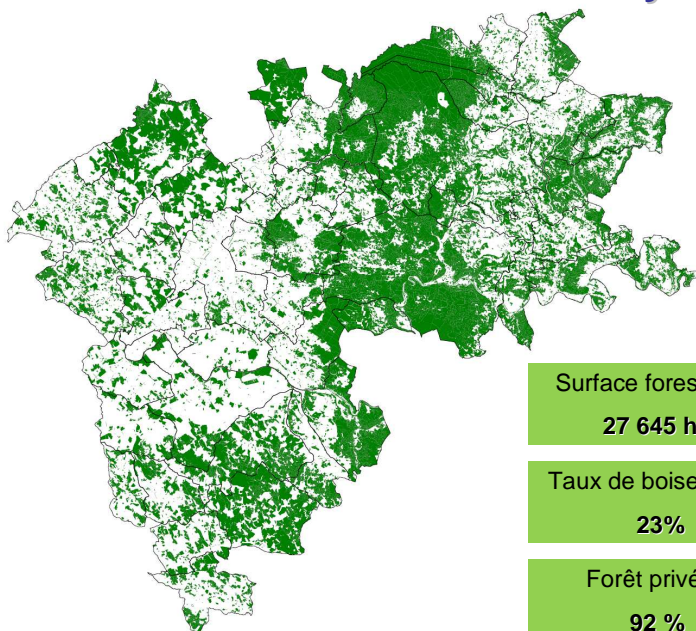 Surface fores
27 645 h
Taux de boise
23%
Forêt privé
92 %